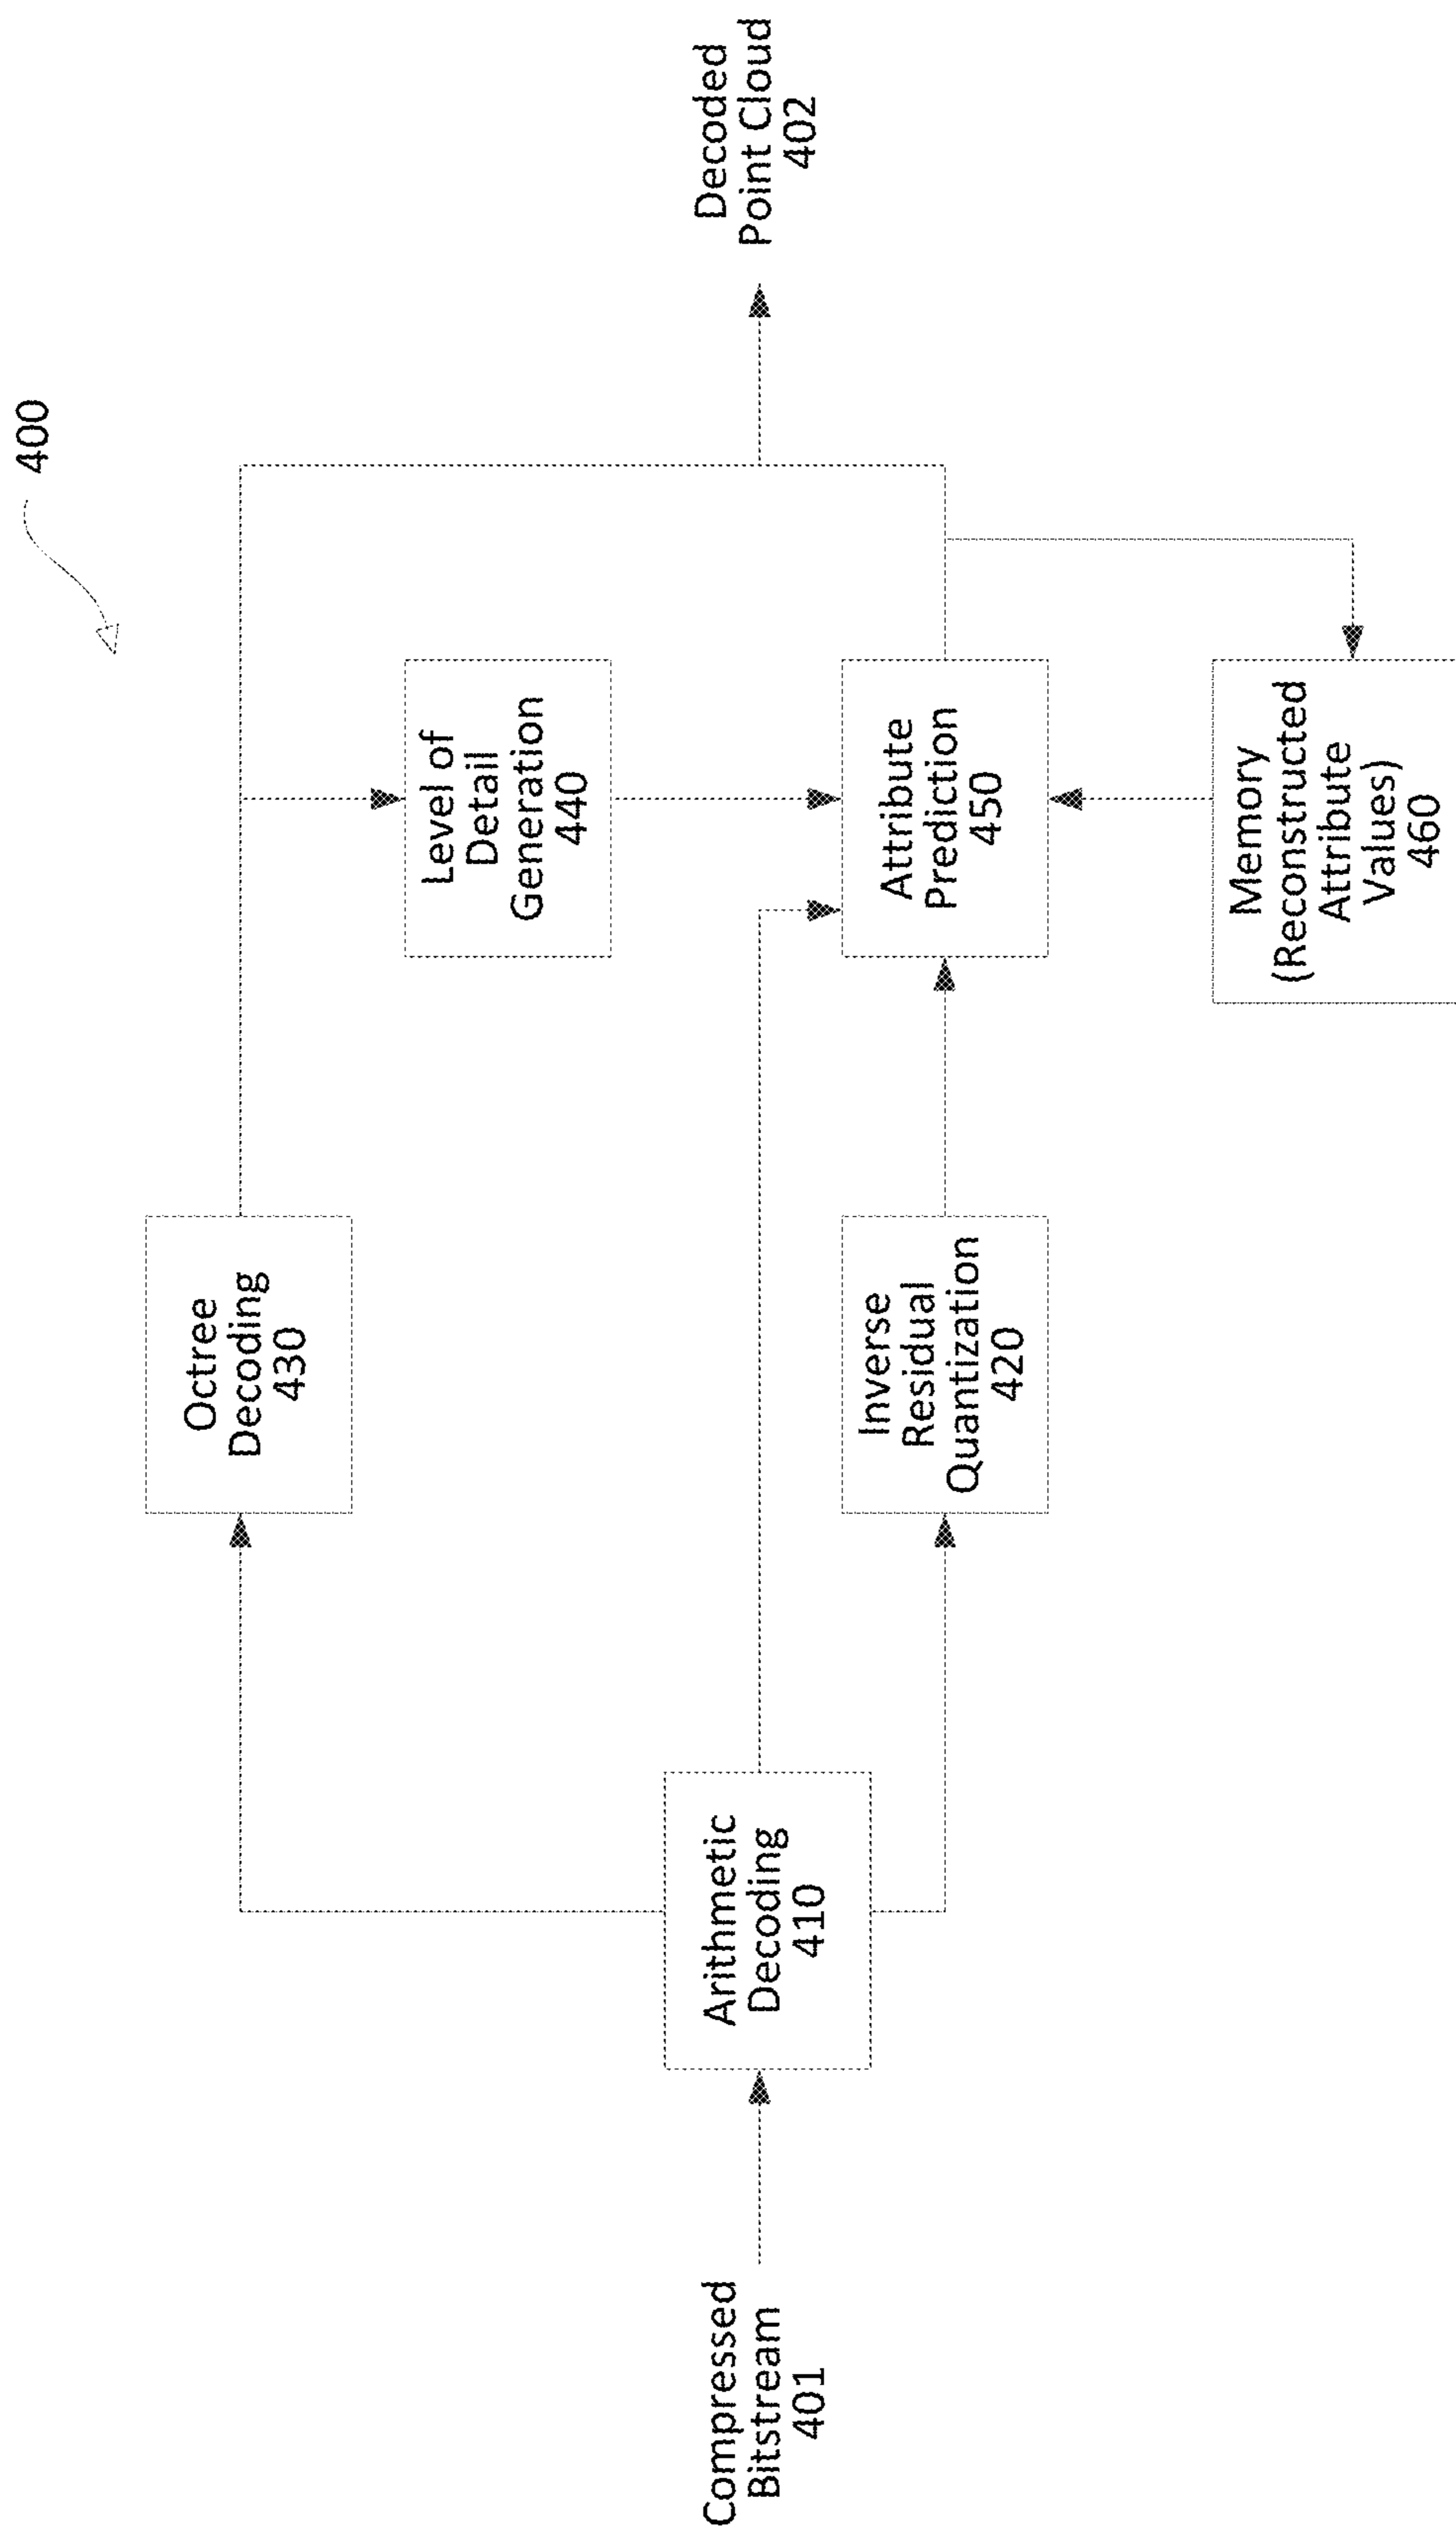 400
Compressed
Bitstream
401
Arithmetic
Decoding
410
Octree
Decoding
430
Inverse
Residual
Quantization
420
Level of
Detail
Generation
440
Attribute
Prediction
450
Memory
(Reconstructed
Attribute
Values)
460
Decoded
Point Cloud
402